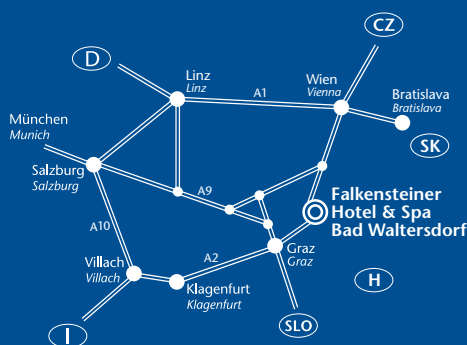 CZ
D
Linz
Linz
Wien
Vienna
A1
Bratislava
Bratislava
München
Munich
SK
Salzburg
Salzburg
A9
Falkensteiner
Hotel & Spa
Bad Waltersdorf
A10
Graz
Graz
A2
Villach
Villach
H
Klagenfurt
Klagenfurt
I
SLO